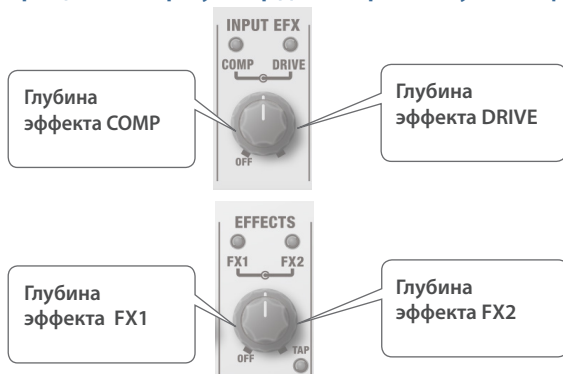 INPUT EFX
COMP DRIVE
OFF
Глубина
эффекта COMP
Глубина
эффекта DRIVE
EFFECTS
FX1 FX2
OFF
TAP
Глубина
эффекта FX1
Глубина
эффекта FX2